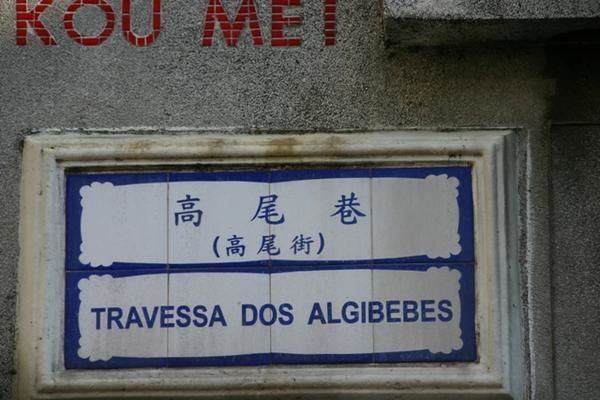 KOU MEI
高尾巷
(高尾街)
TRAVESSA DOS ALGIBEBES